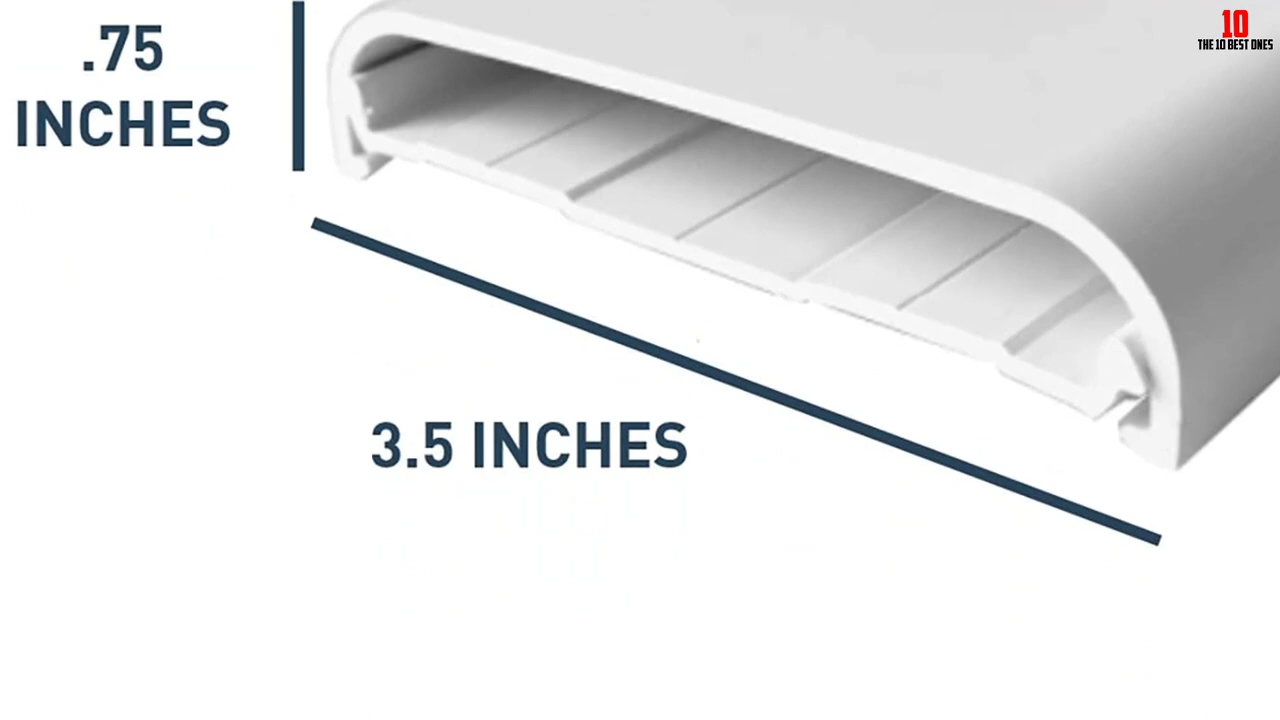 .75
INCHES
3.5 INCHES
10
THE 10 BEST ONES